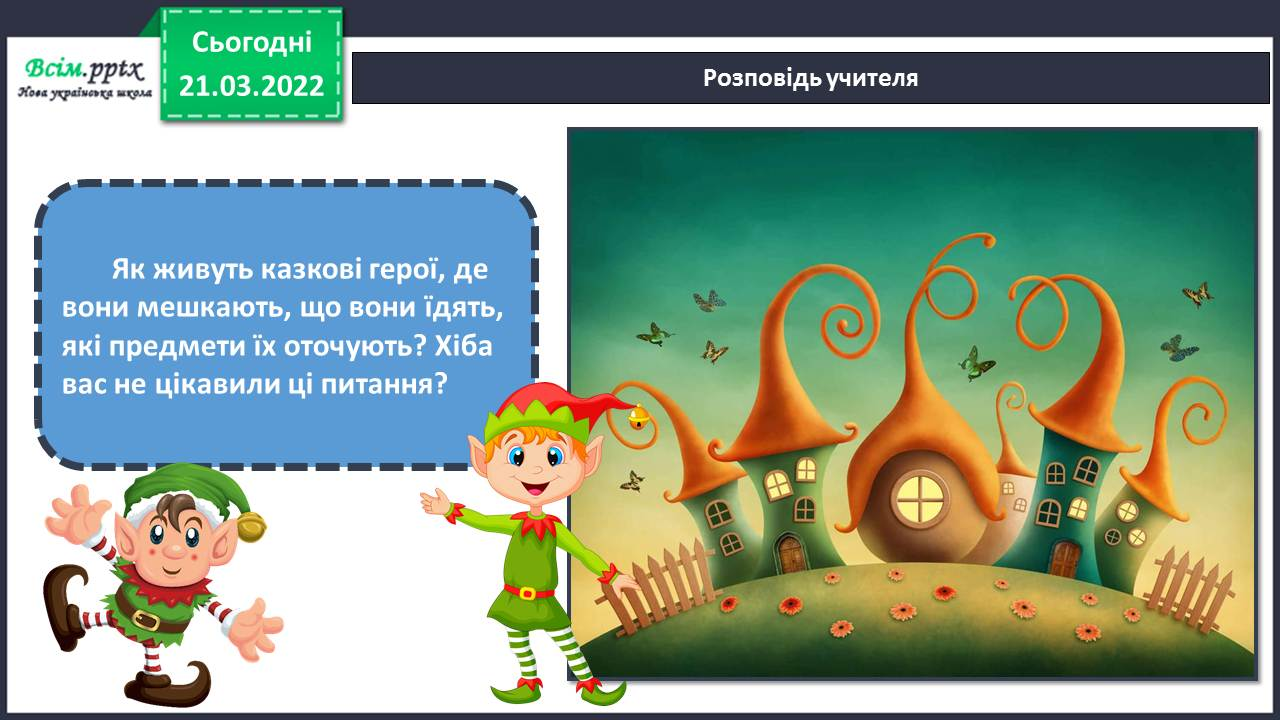 Сьогодні
21.03.2022
Всім.pptx
Нова українська школа
Розповідь учителя
Як живуть казкові герої, де
вони мешкають, що вони їдять,
які предмети їх оточують? Хіба
вас не цікавили ці питання?